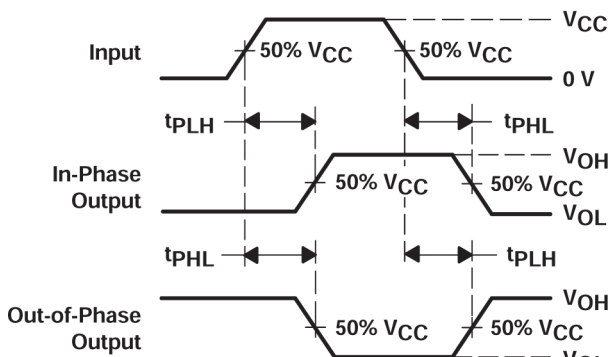 VCC
Input
50% VCC
50% VCC
0 V
tPLH
tPHL
VOH
In-Phase
Output
50% VCC
50% VCC
VOL
tPHL
tPLH
VOH
Out-of-Phase
Output
50% VCC
50% VCC